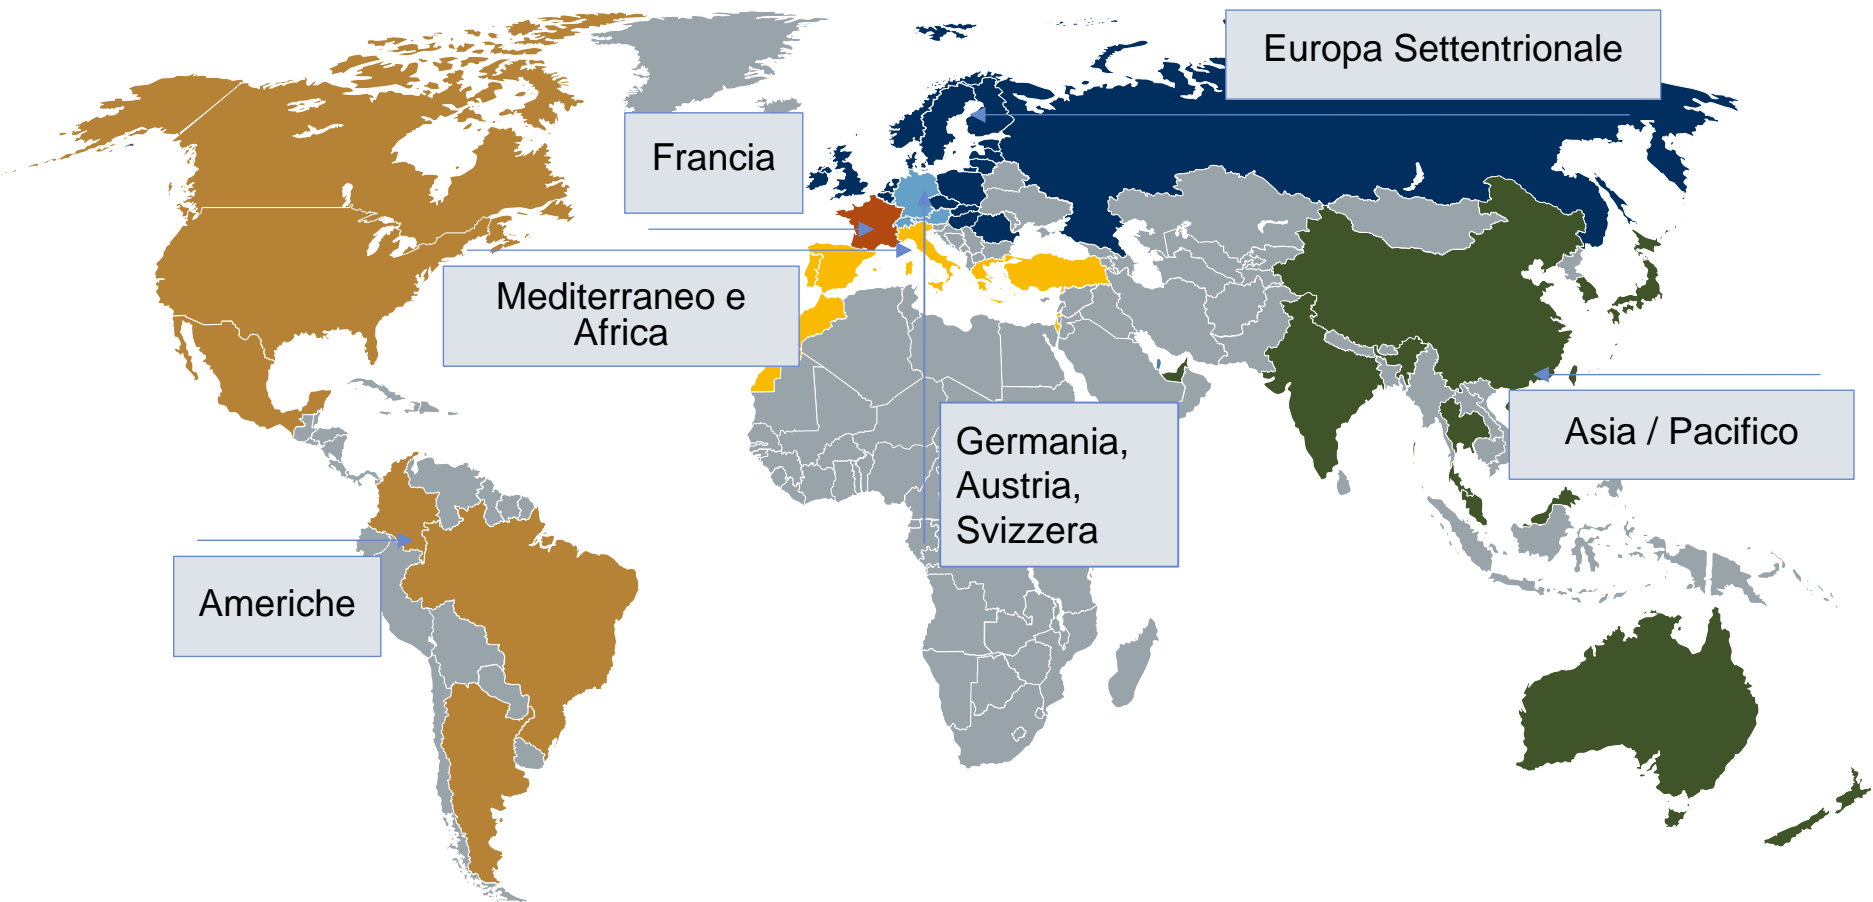 Europa Settentrionale
Francia
Mediterraneo e
Africa
Germania,
Austria,
Svizzera
Asia / Pacifico
Americhe